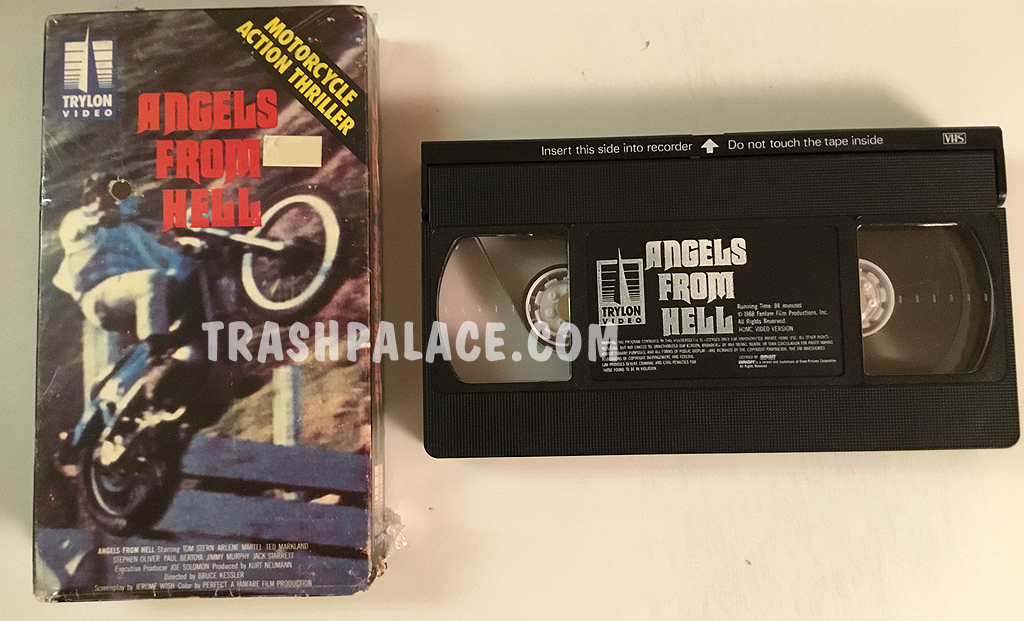 TRYLON
VIDEO
MOTORCYCLE
ACTION THRILLER
ANGELS
FROM
HELL
ANGELS FROM HELL Starring TOM STERN ARLENE MARTEL TED MARKLAND
STEPHEN OLIVER PAUL BERTOYA JIMMY MURPHY JACK STARRETT
Executive Producer JOE SOLOMON Produced by KURT NEUMANN
Directed by BRUCE KESSLER
Screenplay by JEROME WISH Color by PERFECT A FANFARE FILM PRODUCTION
Insert this side into recorder Do not touch the tape inside
VHS
TRYLON
VIDEO
ANGELS
FROM
HELL
Running Time: 84 minutes
© 1968 Fanfare Film Productions, Inc.
All Rights Reserved.
HOME VIDEO VERSION
All Rights Reserved.
TRASHPALACE.COM